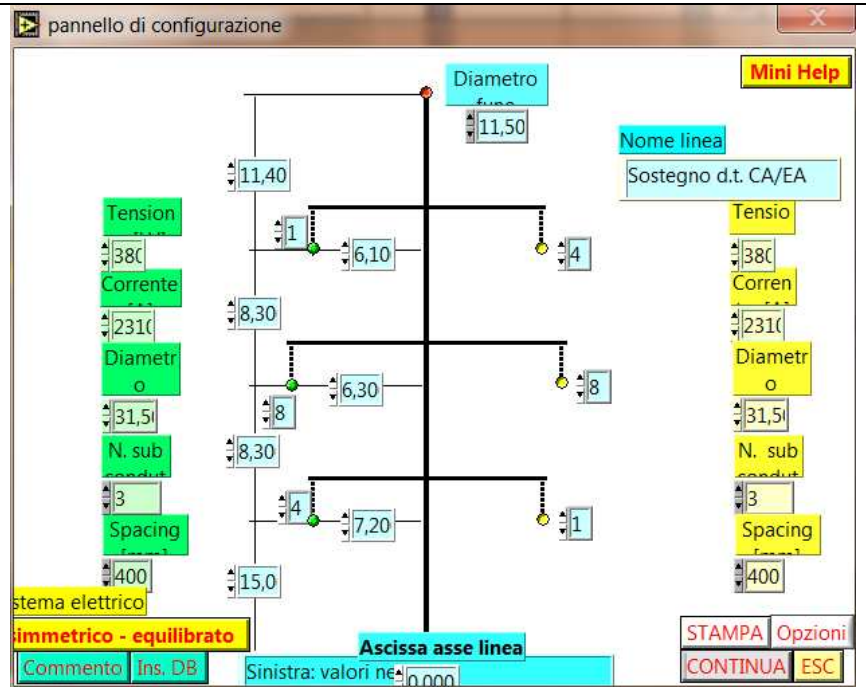 pannello di configurazione
Mini Help
Diametro
11,50
Nome linea
Sostegno d.t. CA/EA
11,40
Tension
380
Corrente
2310
Diametr
o
31,50
N. sub
3
Spacing
400
1
6,10
4
8,30
8
6,30
8
8,30
4
7,20
1
15,0
Tensio
380
Corren
2310
Diametr
o
31,5
N. sub
3
Spacing
400
stema elettrico
simmetrico - equilibrato
Commento
Ins. DB
Ascissa asse linea
Sinistra: valori ne
0,000
STAMPA
Opzioni
CONTINUA
ESC